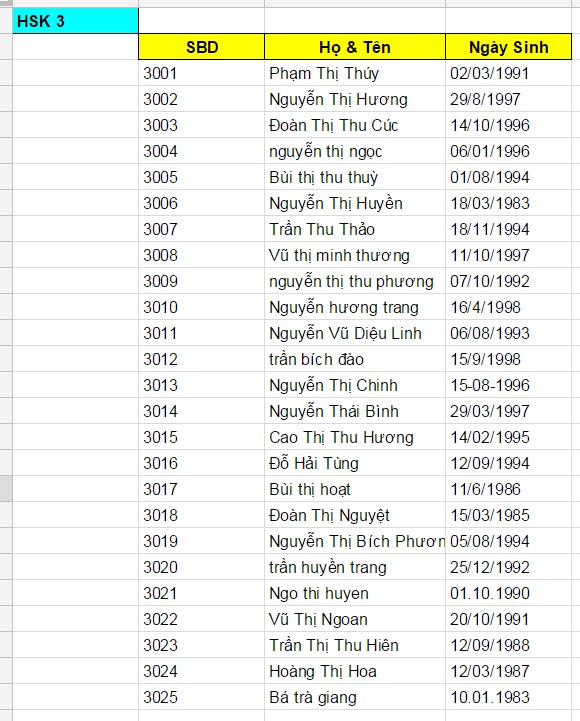 HSK 3
SBD Họ & Tên Ngày Sinh
3001 Phạm Thị Thúy 02/03/1991
3002 Nguyễn Thị Hương 29/8/1997
3003 Đoàn Thị Thu Cúc 14/10/1996
3004 nguyễn thị ngọc 06/01/1996
3005 Bùi thị thu thuỳ 01/08/1994
3006 Nguyễn Thị Huyền 18/03/1983
3007 Trần Thu Thảo 18/11/1994
3008 Vũ thị minh thương 11/10/1997
3009 nguyễn thị thu phương 07/10/1992
3010 Nguyễn hương trang 16/4/1998
3011 Nguyễn Vũ Diệu Linh 06/08/1993
3012 trần bích đào 15/9/1998
3013 Nguyễn Thị Chinh 15-08-1996
3014 Nguyễn Thái Bình 29/03/1997
3015 Cao Thị Thu Hương 14/02/1995
3016 Đỗ Hải Tùng 12/09/1994
3017 Bùi thị hoạt 11/6/1986
3018 Đoàn Thị Nguyệt 15/03/1985
3019 Nguyễn Thị Bích Phươn 05/08/1994
3020 trần huyền trang 25/12/1992
3021 Ngo thi huyen 01.10.1990
3022 Vũ Thị Ngoan 20/10/1991
3023 Trần Thị Thu Hiên 12/09/1988
3024 Hoàng Thị Hoa 12/03/1987
3025 Bá trà giang 10.01.1983